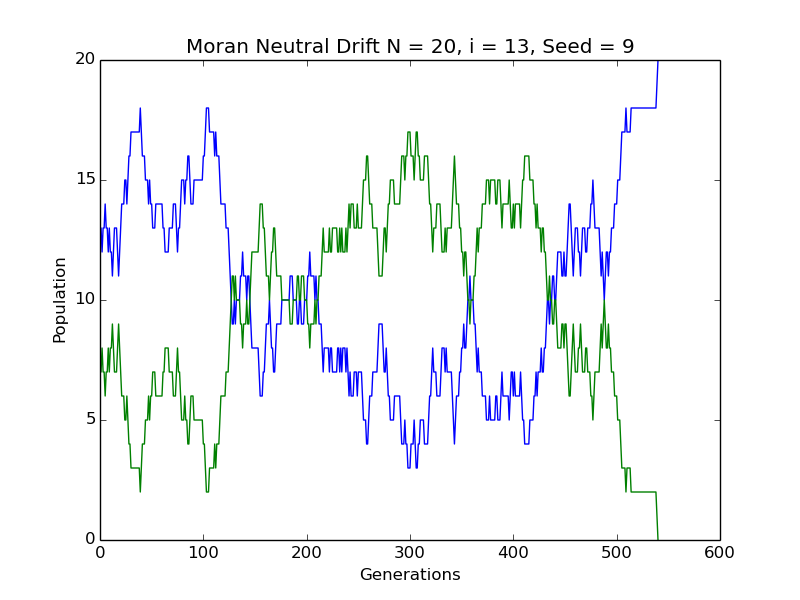 Moran Neutral Drift N = 20, i = 13, Seed = 9
20
15
10
5
0
Population
0 100 200 300 400 500 600
Generations